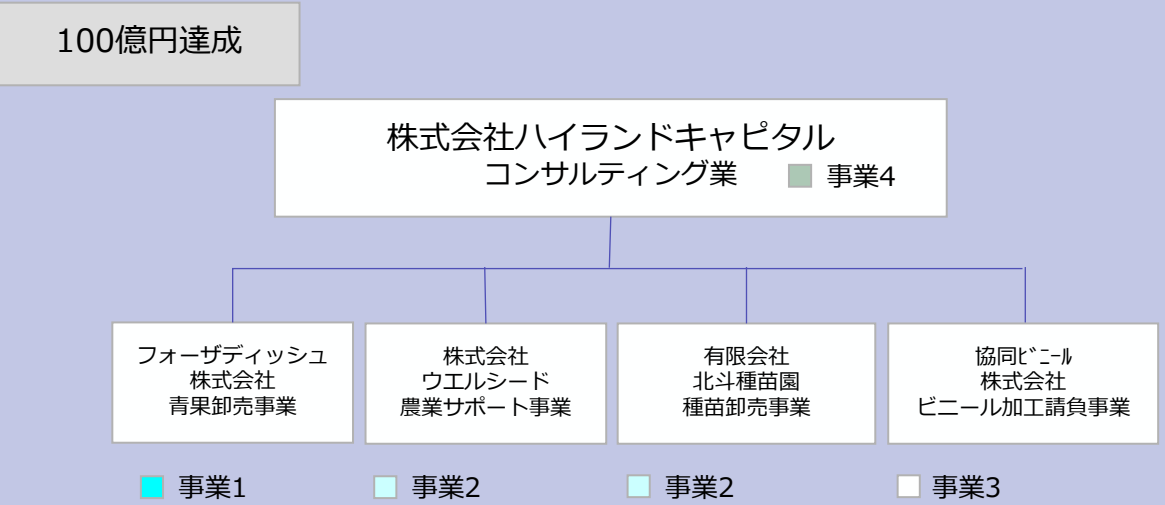 100億円達成
株式会社ハイランドキャピタル
コンサルティング業 事業4
フォーザディッシュ
株式会社
青果卸売事業
株式会社
ウエルシード
農業サポート事業
有限会社
北斗種苗園
種苗卸売事業
協同ﾋﾞﾆｰﾙ
株式会社
ビニール加工請負事業
事業1
事業2
事業2
事業3